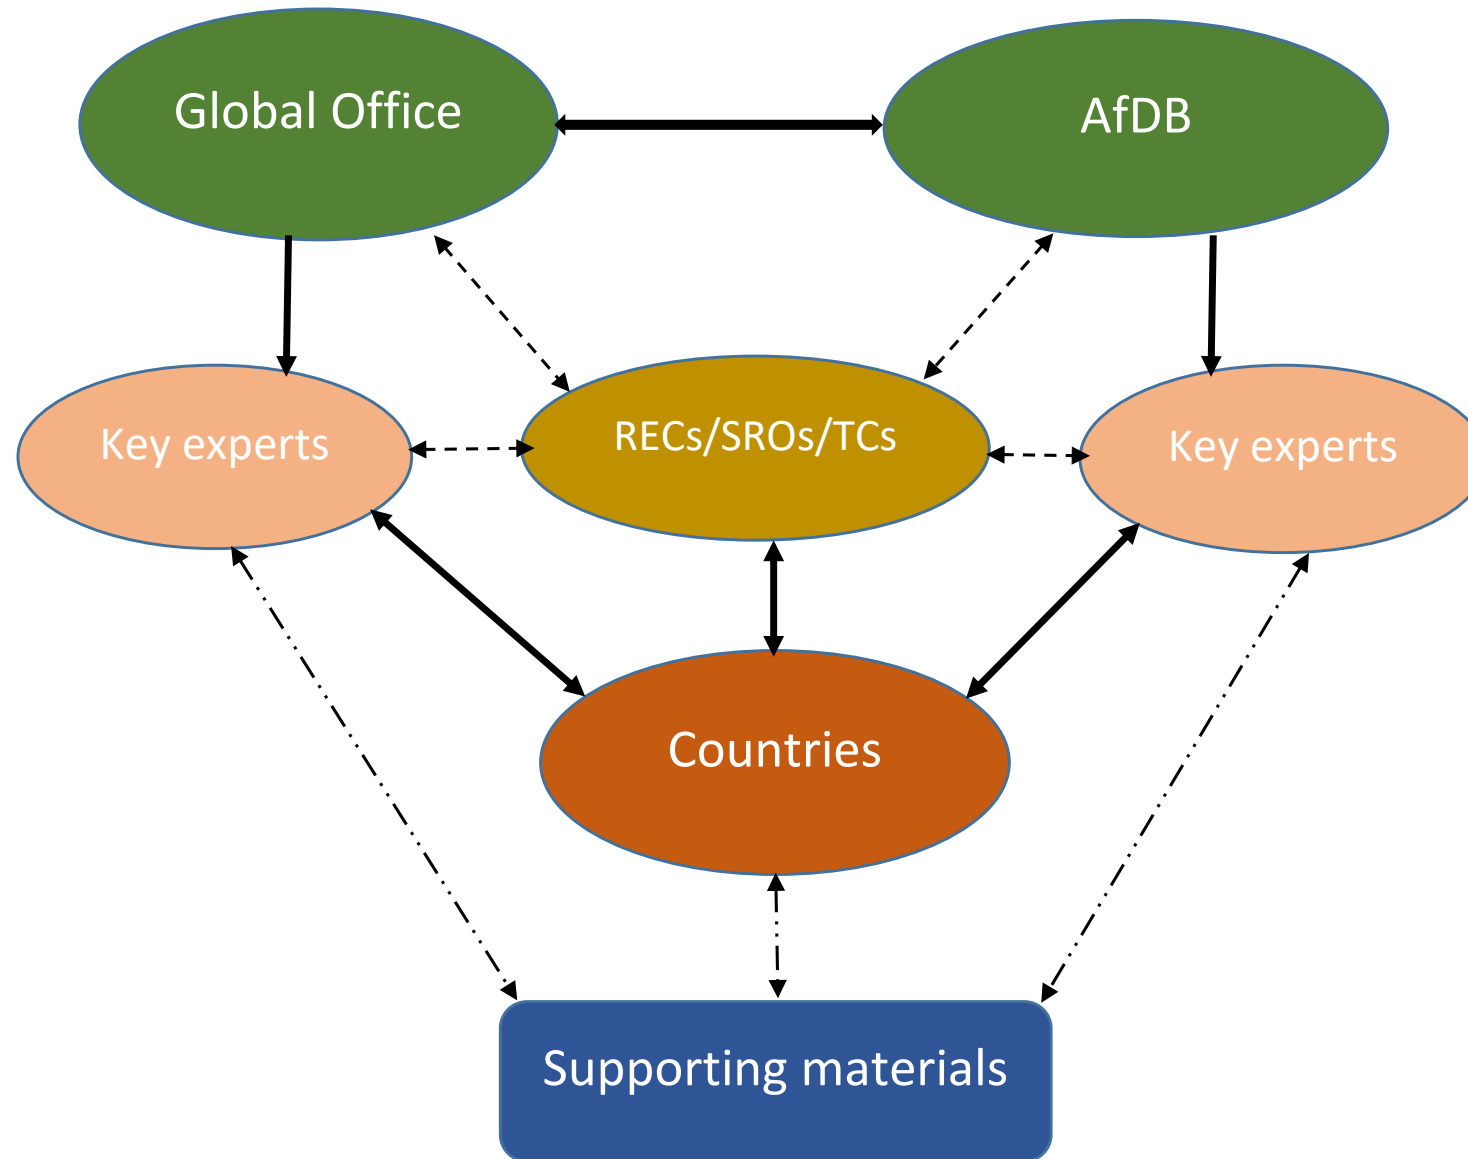 Global Office
AfDB
Key experts
RECs/SROs/TCs
Key experts
Countries
Supporting materials